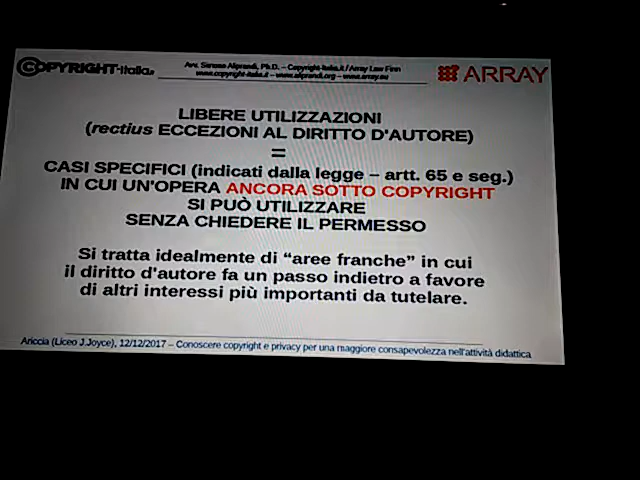 COPYRIGHT-Italia.it
Avv. Simone Aliprandi, Ph.D. – Copyright-Italia.it / Array Law Firm
www.copyright-italia.it – www.aliprandi.org – www.array.eu
ARRAY
LIBERE UTILIZZAZIONI
(rectius ECCEZIONI AL DIRITTO D'AUTORE)
=
CASI SPECIFICI (indicati dalla legge – artt. 65 e seg.)
IN CUI UN'OPERA ANCORA SOTTO COPYRIGHT
SI PUÒ UTILIZZARE
SENZA CHIEDERE IL PERMESSO
Si tratta idealmente di “aree franche” in cui
il diritto d'autore fa un passo indietro a favore
di altri interessi più importanti da tutelare.
Ariccia (Liceo J.Joyce), 12/12/2017 – Conoscere copyright e privacy per una maggiore consapevolezza nell'attività didattica